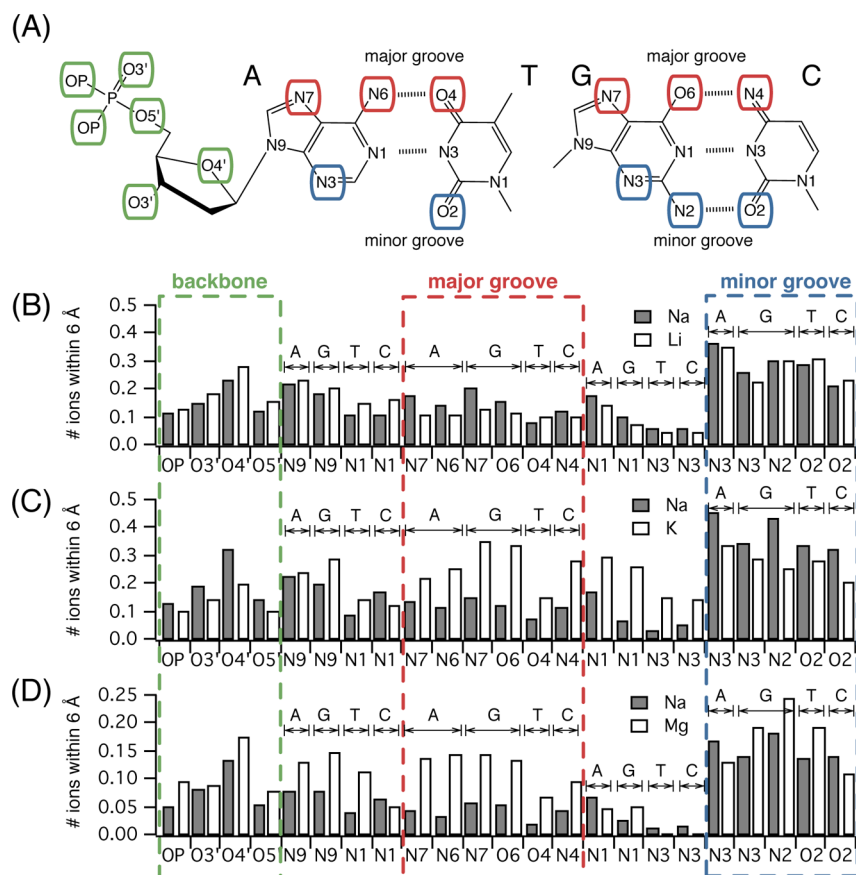 (A)
major groove
major groove
OP
O3'
A
N6
O4
T
G
O6
N4
C
P
N7
N7
OP
O5'
N9
N1
N3
N9
N1
N3
O4'
N3
N1
N3
N1
O3'
O2
N2
O2
minor groove
minor groove
backbone
major groove
minor groove
(B)
# ions within 6 Å
0.5
0.4
0.3
0.2
0.1
0.0
Na
Li
A G T C A G T C A G T C A G T C
OP O3' O4' O5' N9 N9 N1 N1 N7 N6 N7 O6 O4 N4 N1 N1 N3 N3 N3 N3 N2 O2 O2
(C)
# ions within 6 Å
0.5
0.4
0.3
0.2
0.1
0.0
Na
K
A G T C A G T C A G T C A G T C
OP O3' O4' O5' N9 N9 N1 N1 N7 N6 N7 O6 O4 N4 N1 N1 N3 N3 N3 N3 N2 O2 O2
(D)
# ions within 6 Å
0.25
0.20
0.15
0.10
0.05
0.00
Na
Mg
A G T C A G T C A G T C A G T C
OP O3' O4' O5' N9 N9 N1 N1 N7 N6 N7 O6 O4 N4 N1 N1 N3 N3 N3 N3 N2 O2 O2